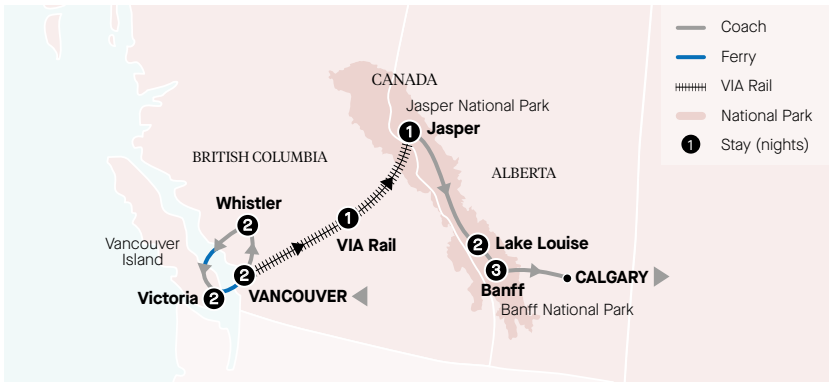 Coach
Ferry
VIA Rail
National Park
1 Stay (nights)
CANADA
Jasper National Park
1 Jasper
BRITISH COLUMBIA
ALBERTA
Whistler
2
1
VIA Rail
Vancouver
Island
2 Lake Louise
3
Banff
CALGARY
2
VANCOUVER
Victoria 2
Banff National Park